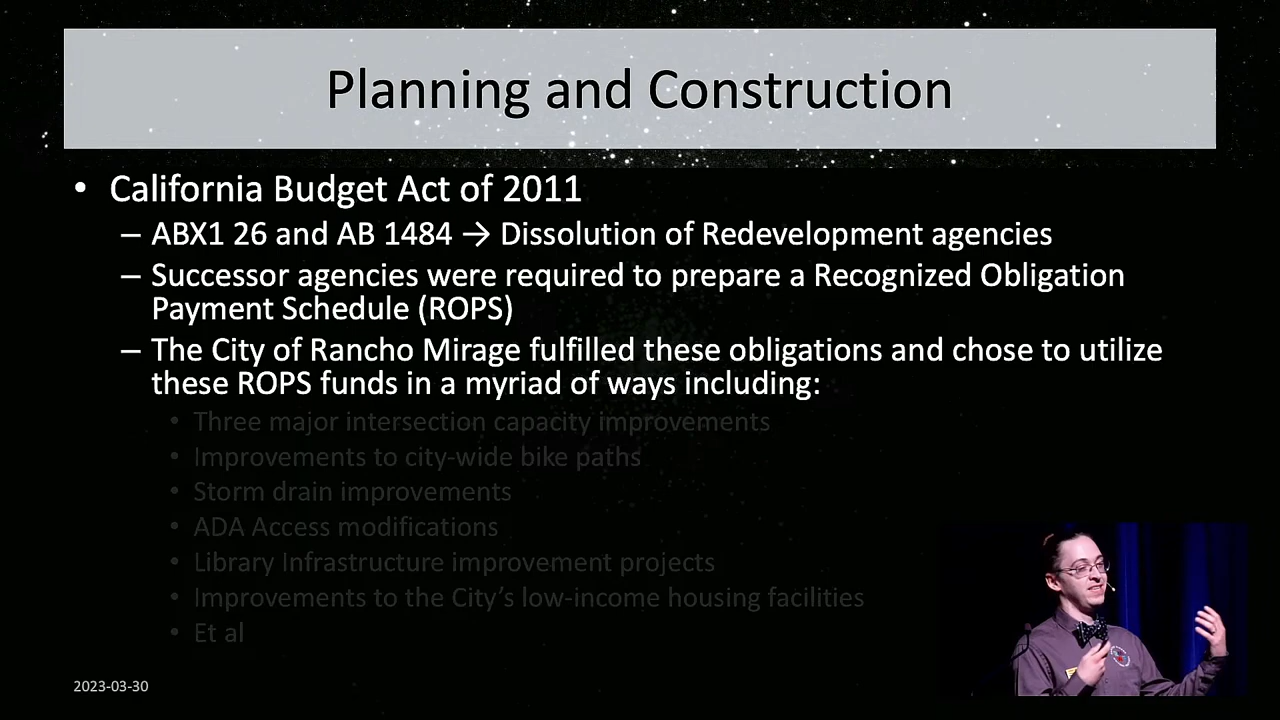 Planning and Construction
• California Budget Act of 2011
– ABX1 26 and AB 1484 → Dissolution of Redevelopment agencies
– Successor agencies were required to prepare a Recognized Obligation
Payment Schedule (ROPS)
– The City of Rancho Mirage fulfilled these obligations and chose to utilize
these ROPS funds in a myriad of ways including:
• Three major intersection capacity improvements
• Improvements to city-wide bike paths
• Storm drain improvements
• ADA Access modifications
• Library Infrastructure improvement projects
• Improvements to the City’s low-income housing facilities
• Et al
2023-03-30